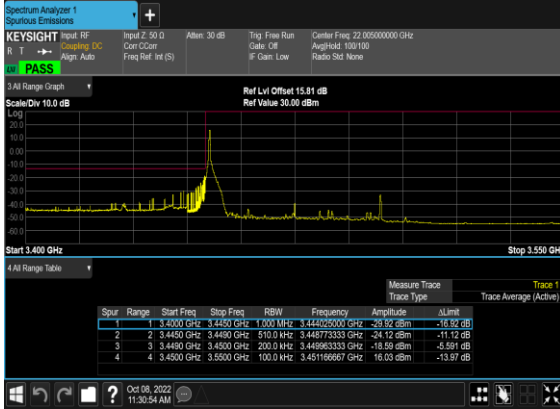 Spectrum Analyzer 1
Spurious Emissions
+
KEYSIGHT Input: RF Input Z: 50 Ω Atten: 30 dB Trig: Free Run Center Freq: 22.005000000 GHz
R T Coupling: DC Corr CCorr Gate: Off Avg|Hold: 100/100
Align: Auto Freq Ref: Int (S) IF Gain: Low Radio Std: None
PASS
3 All Range Graph
Ref Lvl Offset 15.81 dB
Scale/Div 10.0 dB Ref Value 30.00 dBm
Log
20.0
10.0
0.00
-10.0
-20.0
-30.0
-40.0
-50.0
-60.0
Start 3.400 GHz Stop 3.550 GH
4 All Range Table
Measure Trace Trace 1
Trace Type Trace Average (Active)
Spur Range Start Freq Stop Freq RBW Frequency Amplitude ΔLimit
1 1 3.4000 GHz 3.4450 GHz 1.000 MHz 3.444025000 GHz -29.92 dBm -16.92 dB
2 2 3.4450 GHz 3.4490 GHz 510.0 kHz 3.448773333 GHz -24.12 dBm -11.12 dB
3 3 3.4490 GHz 3.4500 GHz 200.0 kHz 3.449963333 GHz -18.59 dBm -5.591 dB
4 4 3.4500 GHz 3.5500 GHz 100.0 kHz 3.451166667 GHz 16.03 dBm -13.97 dB
? Oct 08, 2022
11:30:54 AM